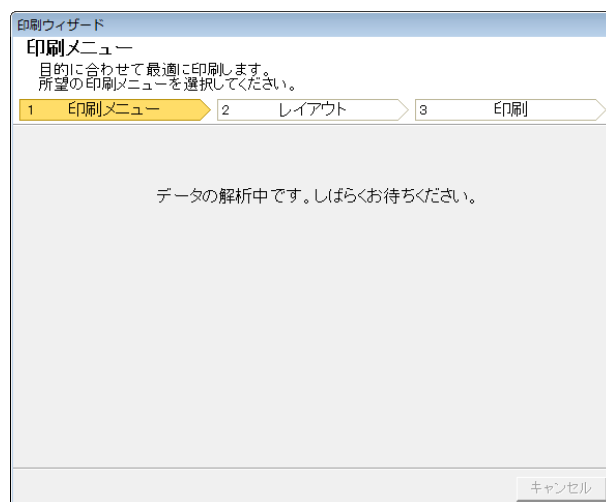 印刷ウィザード
印刷メニュー
目的に合わせて最適に印刷します。
所望の印刷メニューを選択してください。
1 印刷メニュー 2 レイアウト 3 印刷
データの解析中です。しばらくお待ちください。
キャンセル